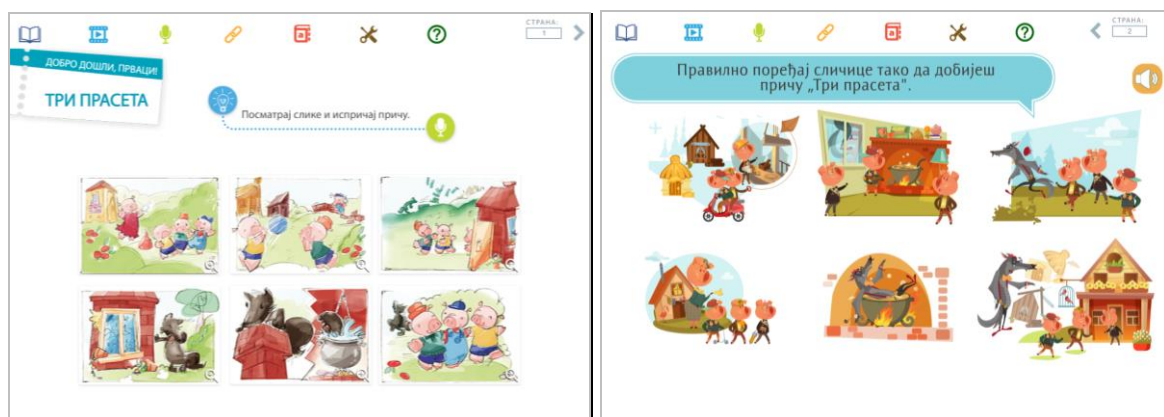 СТРАНА:
1
ДОБРО ДОШЛИ, ПРВАЦИ!
ТРИ ПРАСЕТА
Посматрај слике и испричај причу.
СТРАНА:
2
Правилно поређај сличице тако да добијеш
причу „Три прасета".